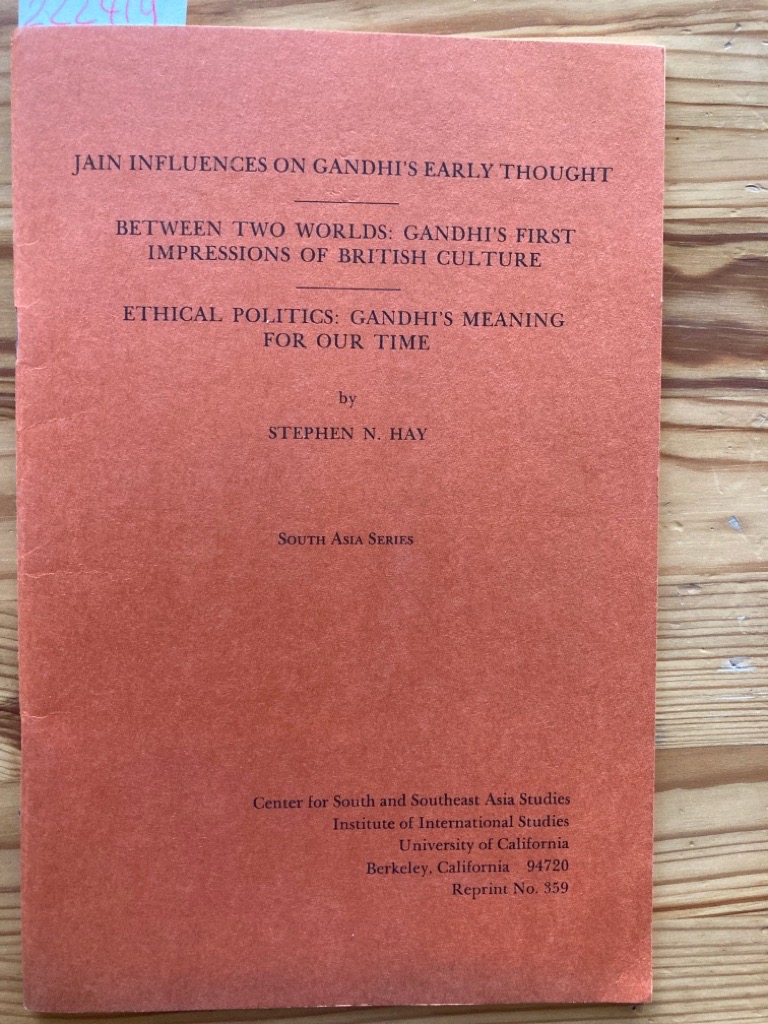 222419
JAIN INFLUENCES ON GANDHI'S EARLY THOUGHT
BETWEEN TWO WORLDS: GANDHI'S FIRST
IMPRESSIONS OF BRITISH CULTURE
ETHICAL POLITICS: GANDHI'S MEANING
FOR OUR TIME
by
STEPHEN N. HAY
SOUTH ASIA SERIES
Center for South and Southeast Asia Studies
Institute of International Studies
University of California
Berkeley, California 94720
Reprint No. 359